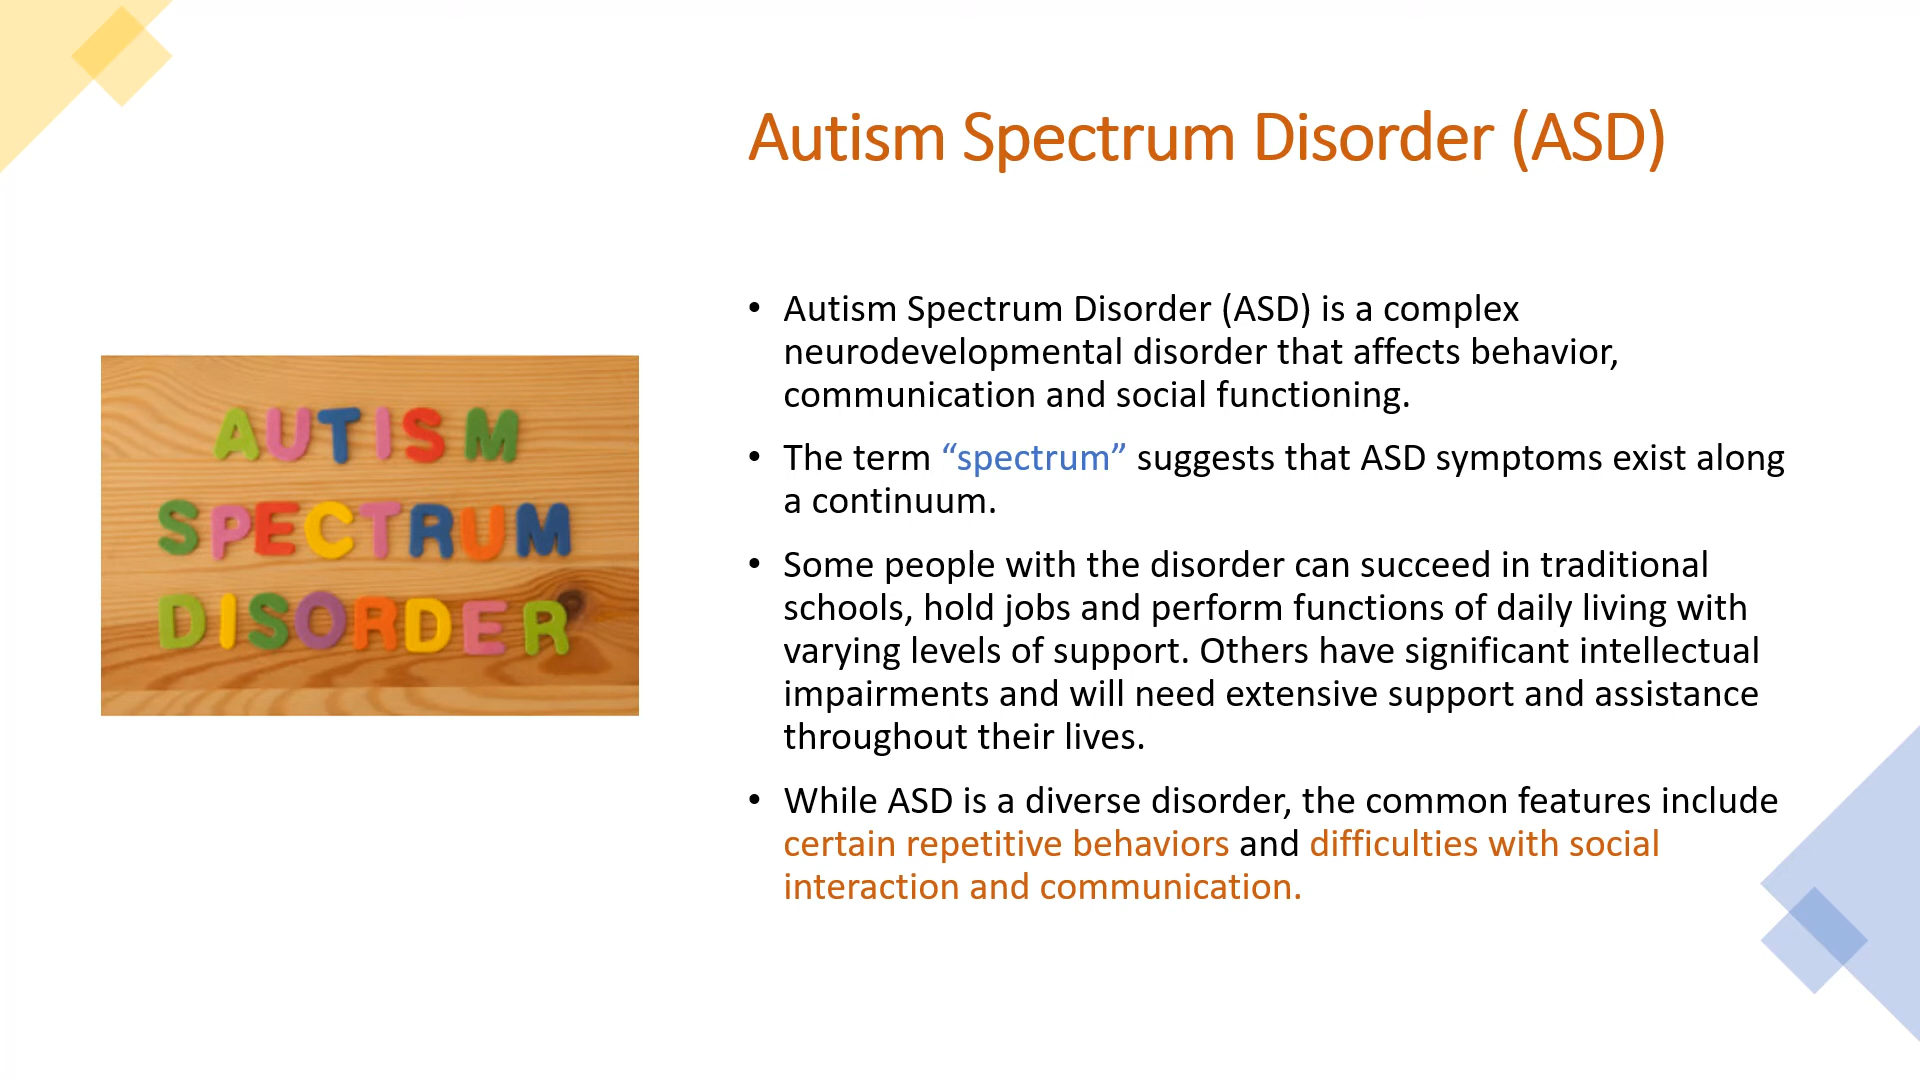 Autism Spectrum Disorder (ASD)
AUTISM
SPECTRUM
DISORDER
• Autism Spectrum Disorder (ASD) is a complex
neurodevelopmental disorder that affects behavior,
communication and social functioning.
• The term “spectrum” suggests that ASD symptoms exist along
a continuum.
• Some people with the disorder can succeed in traditional
schools, hold jobs and perform functions of daily living with
varying levels of support. Others have significant intellectual
impairments and will need extensive support and assistance
throughout their lives.
• While ASD is a diverse disorder, the common features include
certain repetitive behaviors and difficulties with social
interaction and communication.